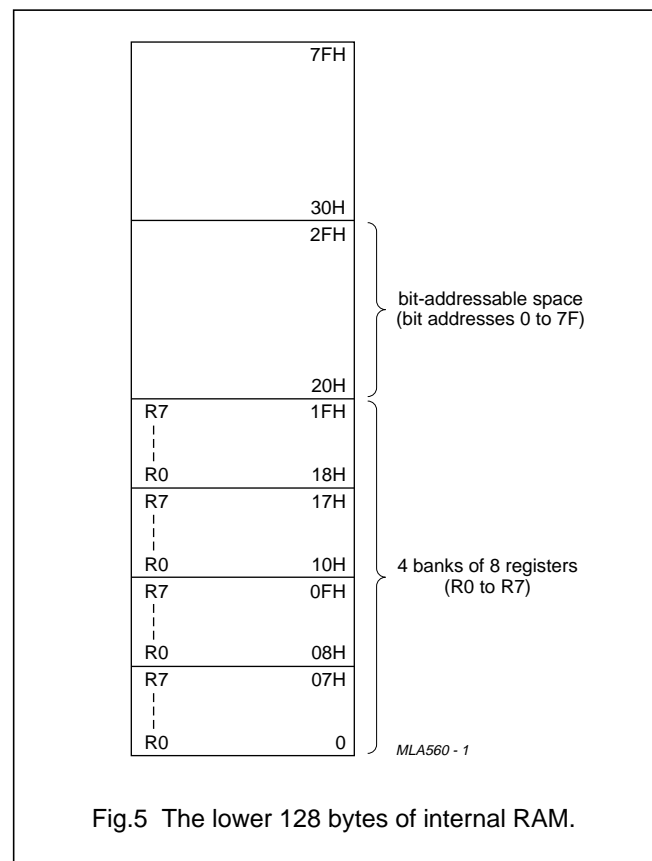 7FH
30H
2FH
bit-addressable space
(bit addresses 0 to 7F)
20H
R7 1FH
R0 18H
R7 17H
R0 10H
4 banks of 8 registers
(R0 to R7)
R7 0FH
R0 08H
R7 07H
R0 0
MLA560 - 1
Fig.5 The lower 128 bytes of internal RAM.